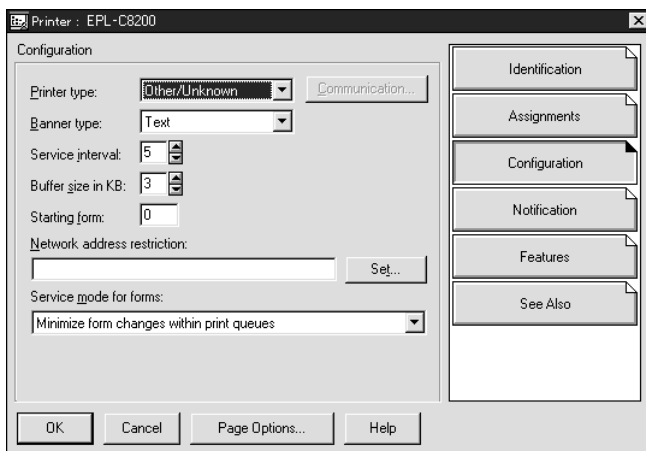 Printer : EPL-C8200
Configuration
Printer type: Other/Unknown Communication...
Banner type: Text
Service interval: 5
Buffer size in KB: 3
Starting form: 0
Network address restriction:
Set...
Service mode for forms:
Minimize form changes within print queues
OK Cancel Page Options... Help
Identification
Assignments
Configuration
Notification
Features
See Also